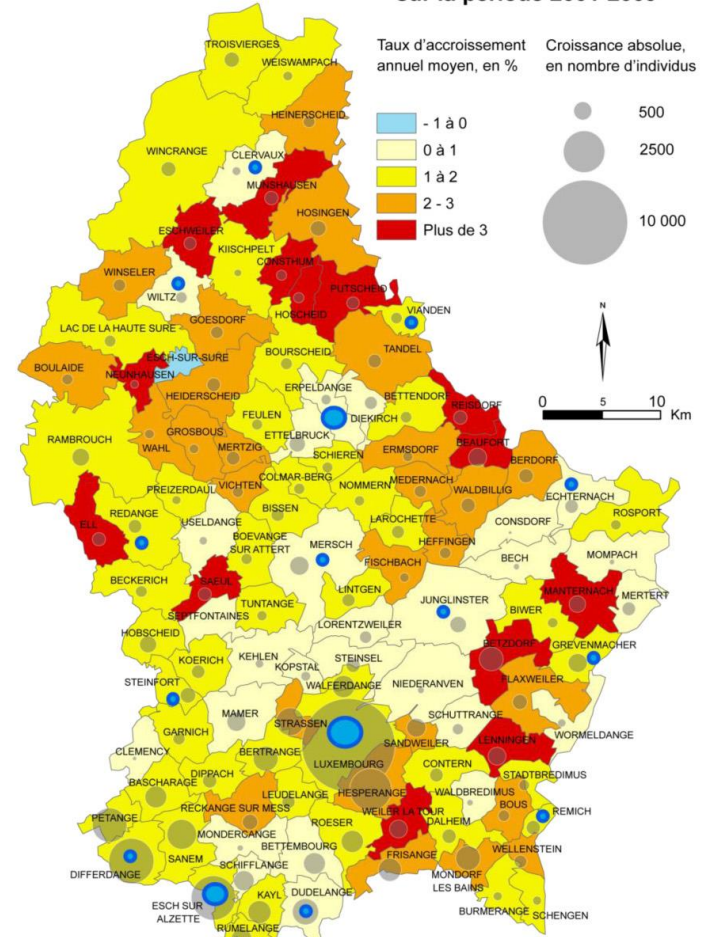 Taux d'accroissement
annuel moyen, en %
- 1 à 0
0 à 1
1 à 2
2 - 3
Plus de 3
Croissance absolue,
en nombre d'individus
500
2500
10 000
N
0 5 10 Km
TROISVIERGES
WEISWAMPACH
HEINERSCHEID
WINCRANGE
CLERVAUX
MUNSHAUSEN
HOSINGEN
ESCHWEILER
KIISCHPELT
CONSTHUM
WINSELER
WILTZ
PUTSCHEID
HOSCHEID
VIANDEN
GOESDORF
LAC DE LA HAUTE SURE
TANDEL
BOURSCHEID
ESCH-SUR-SURE
BOULAIDE
NEUNHAUSEN
ERPELDANGE
HEIDERSCHEID
BETTENDORF
REISDORF
FEULEN
DIEKIRCH
ETTELBRUCK
GROSBOUS
RAMBROUCH
WAHL
MERTZIG
BEAUFORT
ERMSDORF
SCHIEREN
BERDORF
COLMAR-BERG
NOMMERN
MEDERNACH
VICHTEN
PREIZERDAUL
WALDBILLIG
ECHTERNACH
BISSEN
REDANGE
ROSPORT
LAROCHETTE
USELDANGE
CONSDORF
ELL
BOEVANGE
SUR ATTERT
MERSCH
HEFFINGEN
BECH
MOMPACH
FISCHBACH
BECKERICH
SAEUL
LINTGEN
MANTERNACH
MERTERT
TUNTANGE
JUNGLINSTER
BIWER
SEPTFONTAINES
LORENTZWEILER
HOBSCHEID
BETZDORF
GREVENMACHER
KOERICH
KEHLEN
KOPSTAL
STEINSEL
STEINFORT
WALFERDANGE
NIEDERANVEN
FLAXWEILER
MAMER
STRASSEN
SCHUTTRANGE
GARNICH
WORMELDANGE
SANDWEILER
LENNINGEN
CLEMENCY
BERTRANGE
LUXEMBOURG
CONTERN
STADTBREDIMUS
DIPPACH
BASCHARAGE
HESPERANGE
WALDBREDIMUS
LEUDELANGE
RECKANGE SUR MESS
BOUS
WEILER LA TOUR
REMICH
PETANGE
ROESER
DALHEIM
MONDERCANGE
BETTEMBOURG
WELLENSTEIN
SANEM
FRISANGE
SCHIFFLANGE
DIFFERDANGE
MONDORF
LES BAINS
KAYL
DUDELANGE
ESCH SUR
ALZETTE
BURMERANGE
SCHENGEN
RUMELANGE